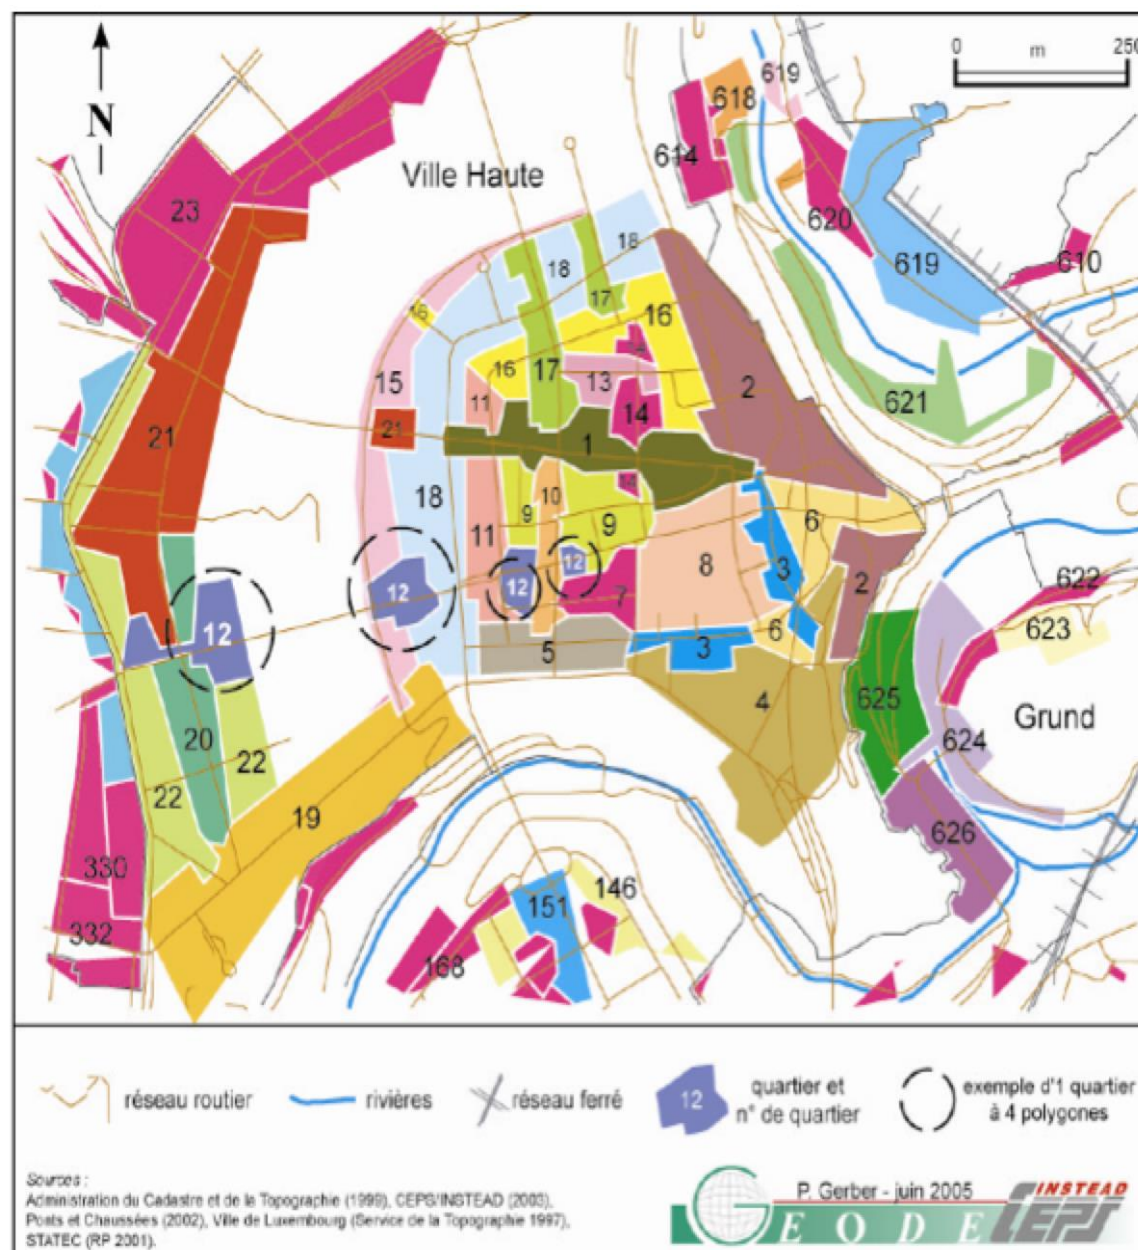 0 m 250
N
619
618
614
Ville Haute
23
620
610
18
619
18
17
16
16
15
2
16
17
13
621
11
14
21
21
1
18
10
9
9
6
11
12
12
12
8
3
2
622
7
12
6
623
5
3
625
4
Grund
20
624
22
22
19
626
330
146
151
332
168
réseau routier
rivières
réseau ferré
12
quartier et
n° de quartier
exemple d'1 quartier
à 4 polygones
Sources :
Administration du Cadastre et de la Topographie (1999), CEPS/INSTEAD (2003),
Ponts et Chaussées (2002), Ville de Luxembourg (Service de la Topographie 1997),
STATEC (RP 2001).
P. Gerber - juin 2005
GEODE
INSTEAD
CEPS